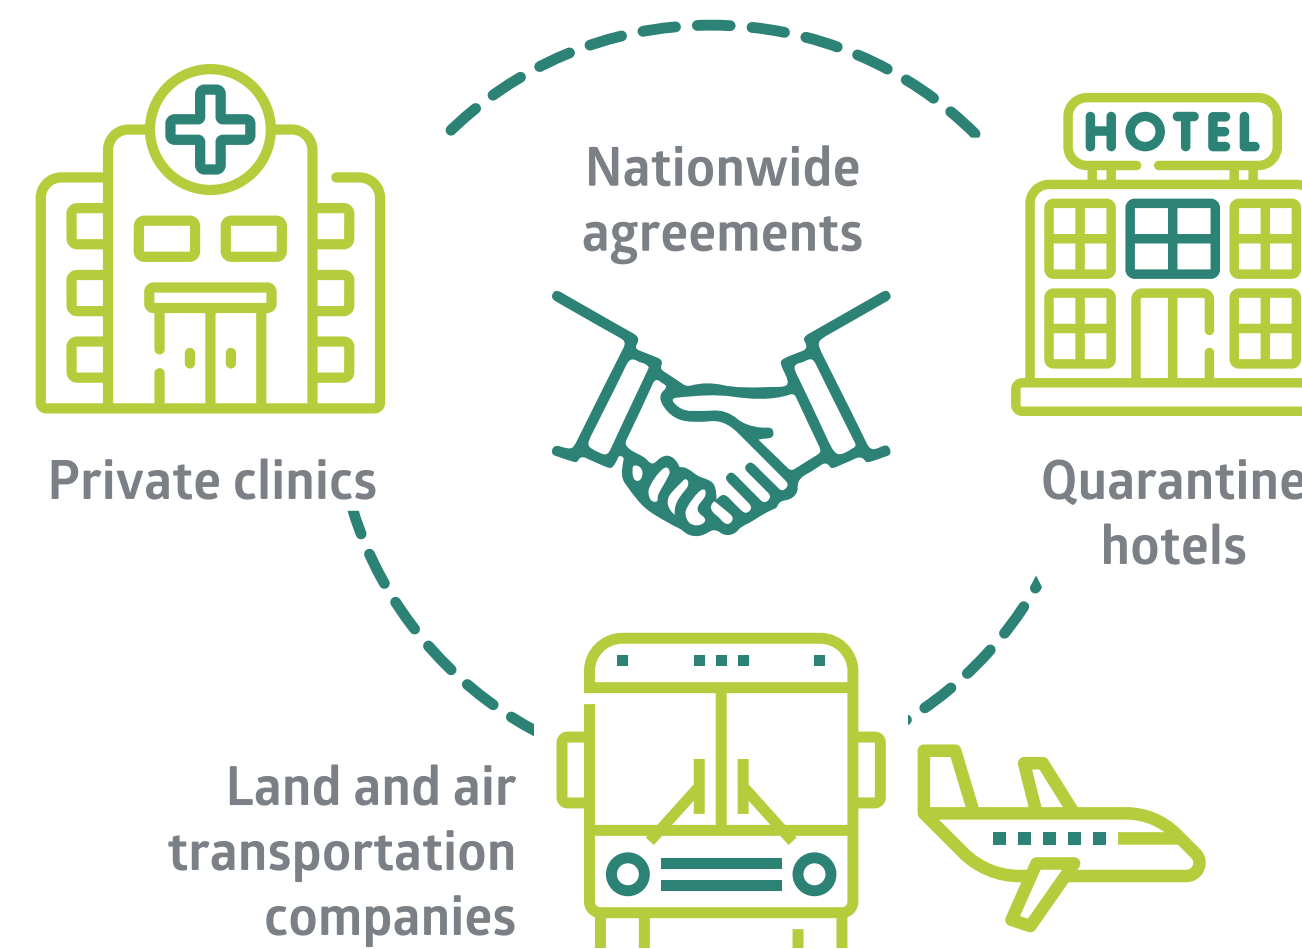 HOTEL
Nationwide
agreements
Private clinics
Quarantine
hotels
Land and air
transportation
companies